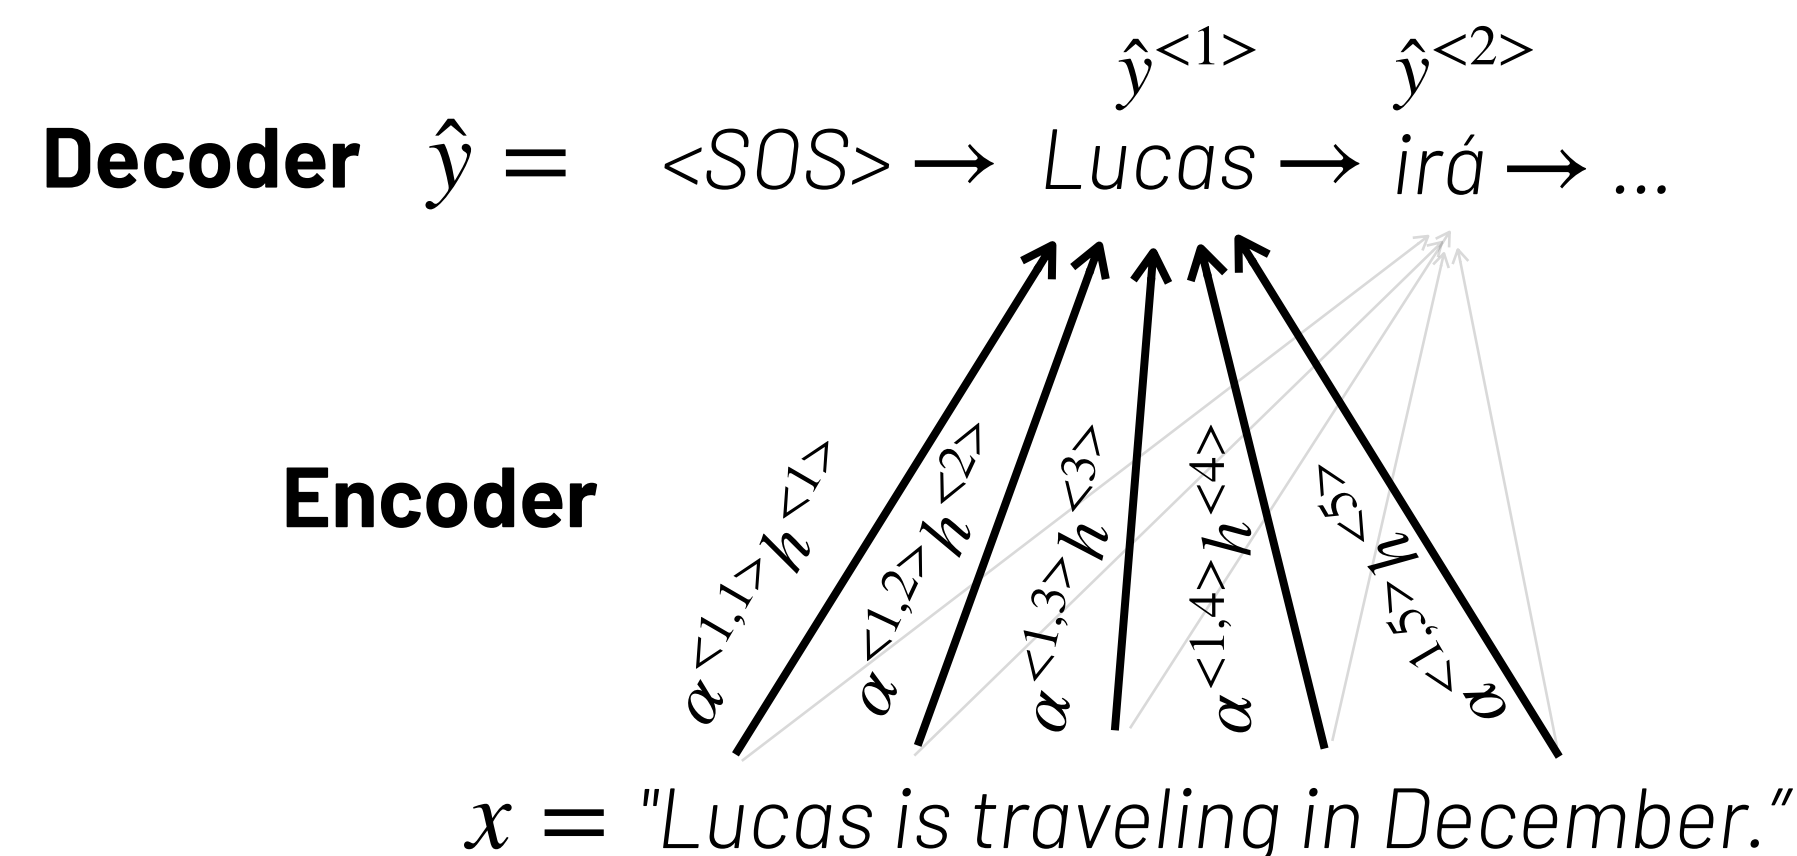 ŷ^<1> ŷ^<2>
Decoder ŷ = <SOS> → Lucas → irá → ...
Encoder
α^<1,1> h^<1>
α^<1,2> h^<2>
α^<1,3> h^<3>
α^<1,4> h^<4>
α^<1,5> h^<5>
x = "Lucas is traveling in December.”